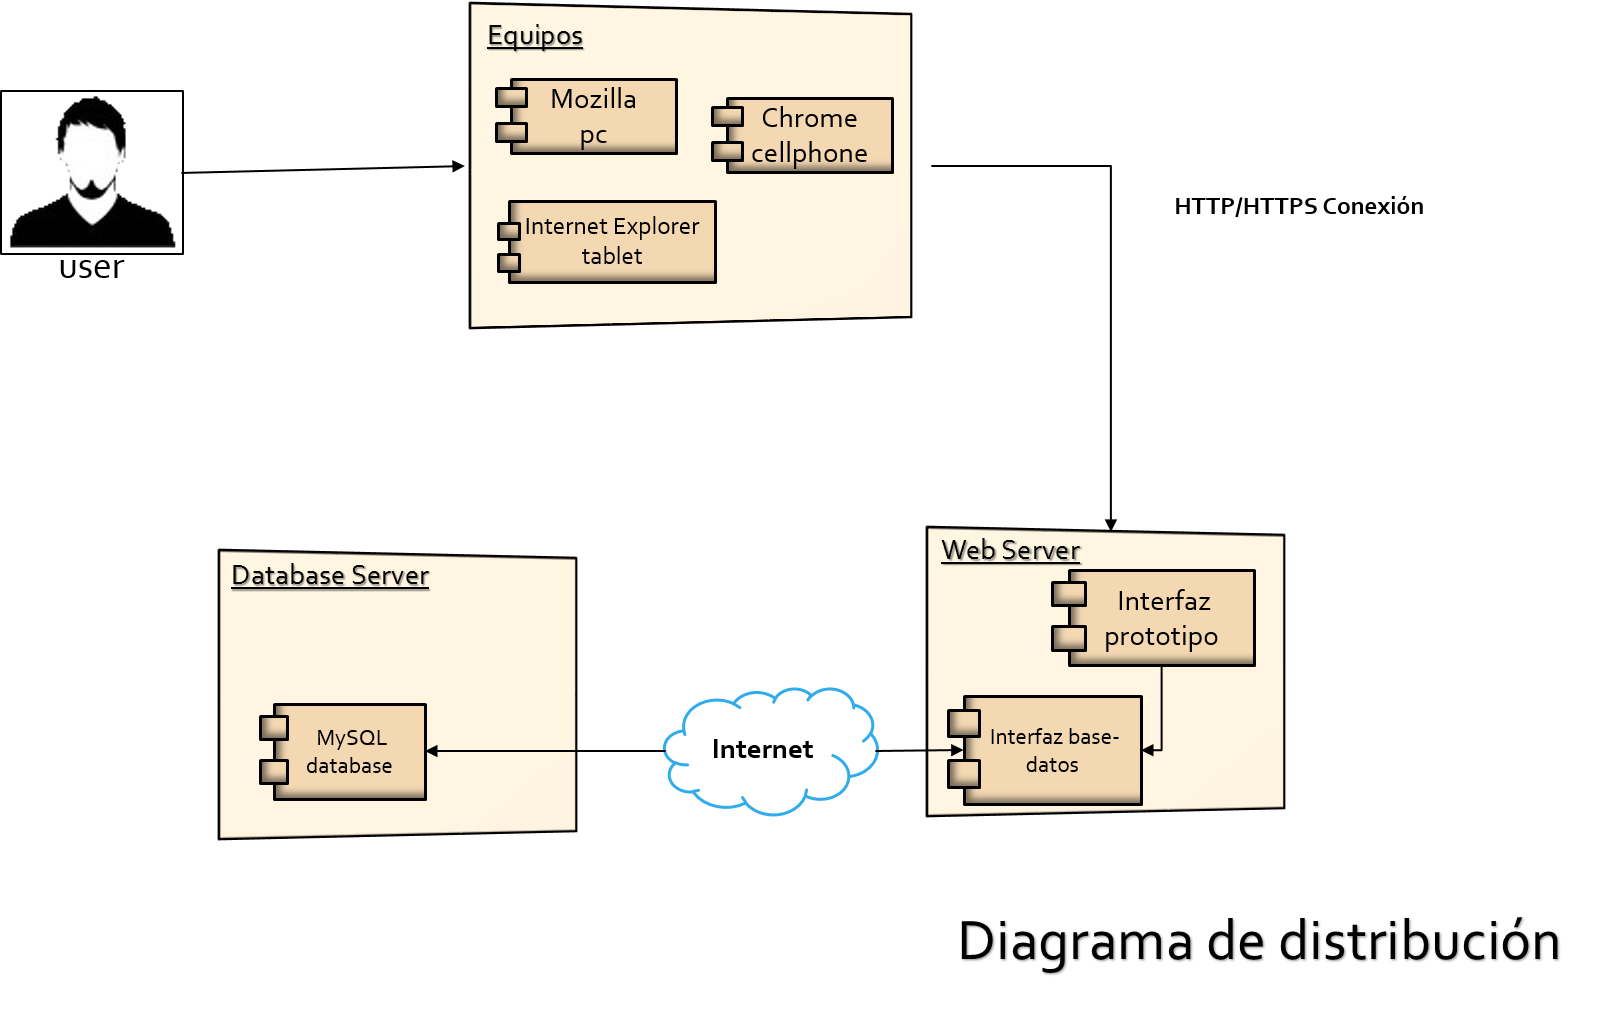 Equipos
Mozilla
pc
Chrome
cellphone
Internet Explorer
tablet
user
HTTP/HTTPS Conexión
Web Server
Interfaz
prototipo
Interfaz base-
datos
Database Server
MySQL
database
Internet
Diagrama de distribución